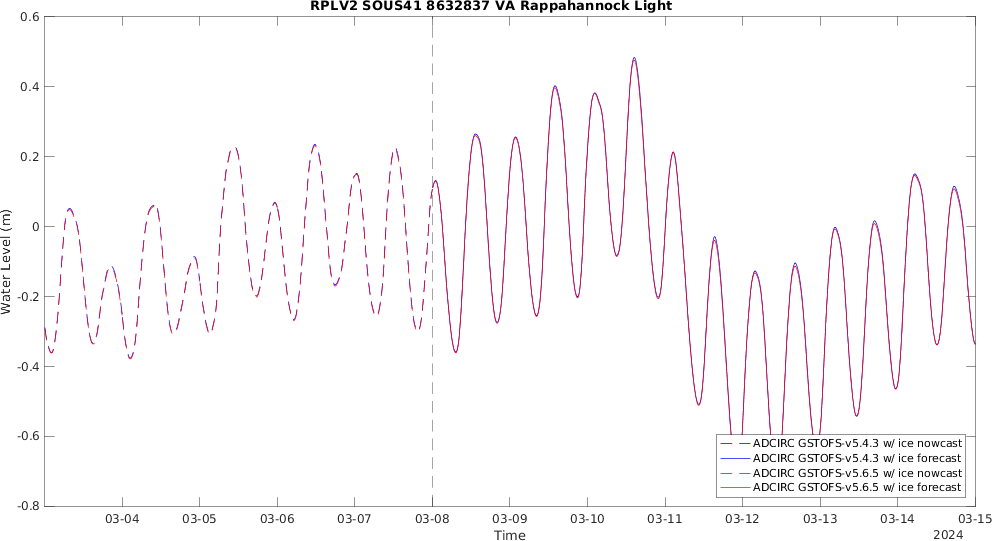 RPLV2 SOUS41 8632837 VA Rappahannock Light
0.6
0.4
0.2
0
-0.2
-0.4
-0.6
-0.8
Water Level (m)
ADCIRC GSTOFS-v5.4.3 w/ ice nowcast
ADCIRC GSTOFS-v5.4.3 w/ ice forecast
ADCIRC GSTOFS-v5.6.5 w/ ice nowcast
ADCIRC GSTOFS-v5.6.5 w/ ice forecast
03-04 03-05 03-06 03-07 03-08 03-09 03-10 03-11 03-12 03-13 03-14 03-15
Time
2024